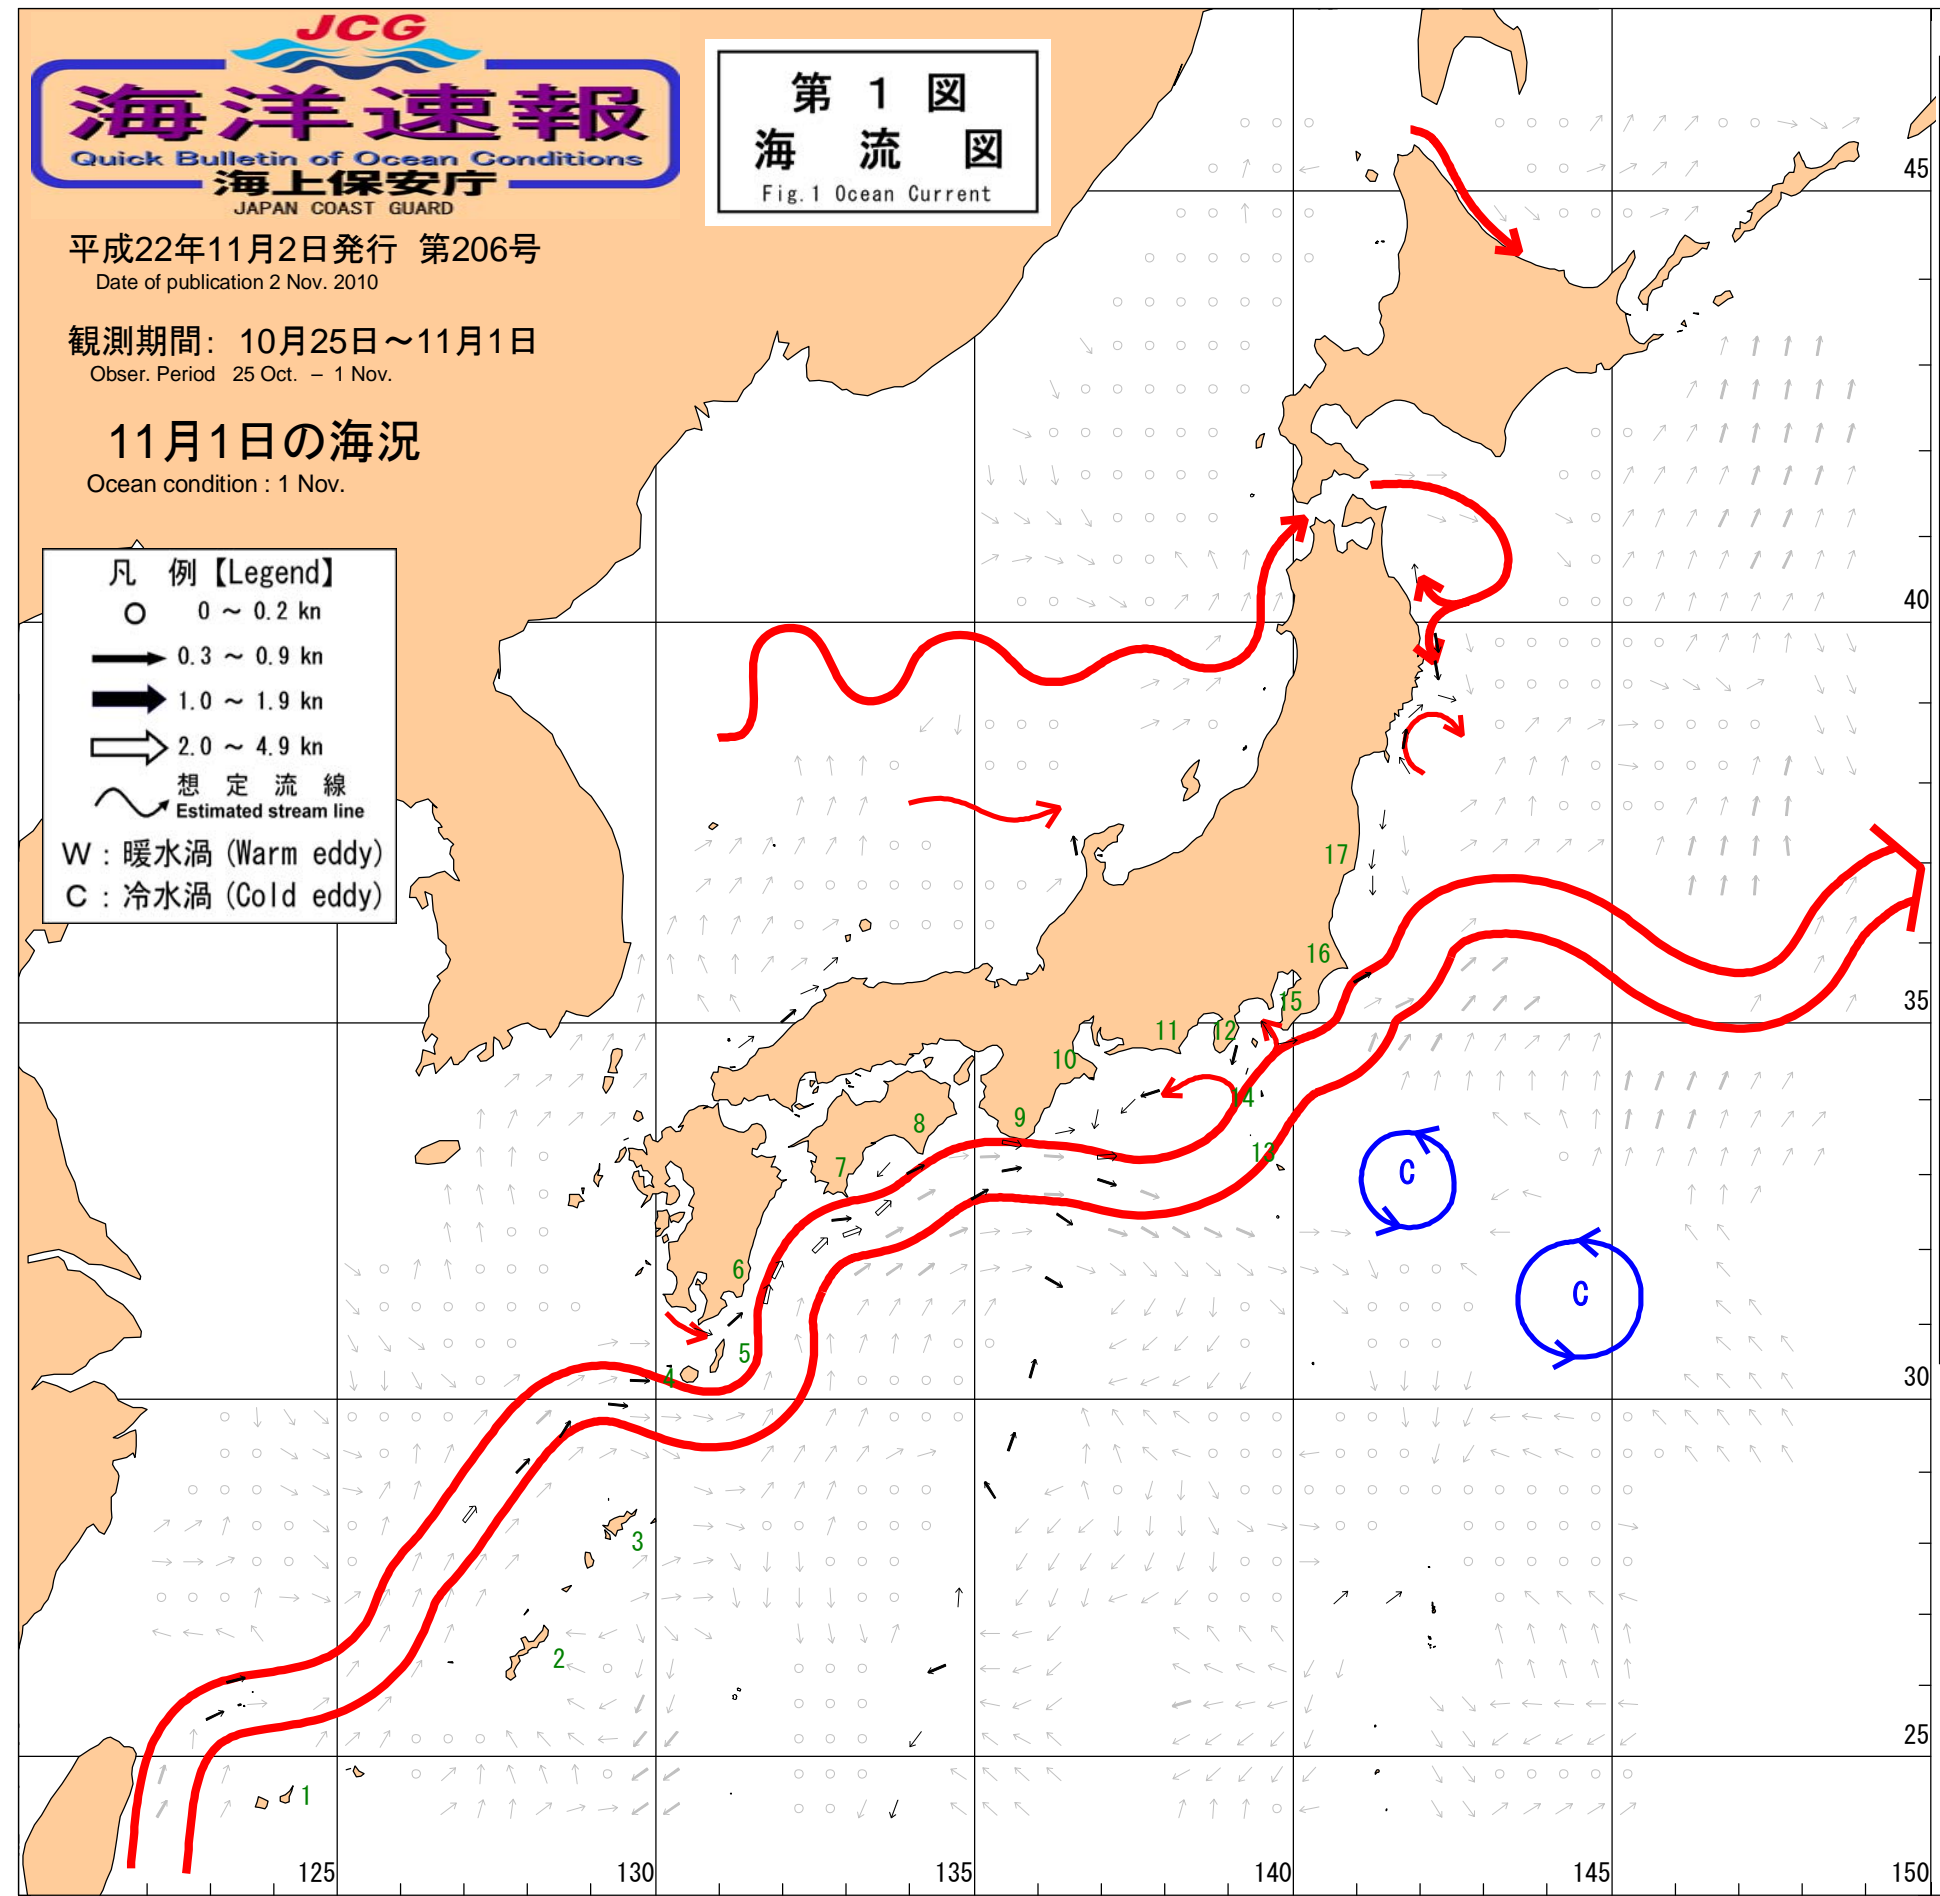 JCG
海洋速報
Quick Bulletin of Ocean Conditions
海上保安庁
JAPAN COAST GUARD
第 1 図
海 流 図
Fig.1 Ocean Current
平成22年11月2日発行 第206号
Date of publication 2 Nov. 2010
観測期間: 10月25日~11月1日
Obser. Period 25 Oct. – 1 Nov.
11月1日の海況
Ocean condition : 1 Nov.
凡 例【Legend】
0 ~ 0.2 kn
0.3 ~ 0.9 kn
1.0 ~ 1.9 kn
2.0 ~ 4.9 kn
想 定 流 線
Estimated stream line
W : 暖水渦 (Warm eddy)
C : 冷水渦 (Cold eddy)
45
40
17
16
35
15
12
11
10
14
9
8
13
7
C
6
C
5
4
30
3
2
25
1
125
130
135
140
145
150